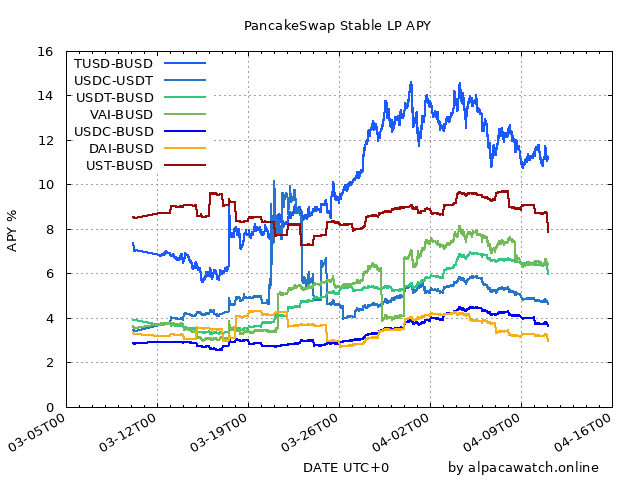 PancakeSwap Stable LP APY
APY %
16
14
12
10
8
6
4
2
0
TUSD-BUSD
USDC-USDT
USDT-BUSD
VAI-BUSD
USDC-BUSD
DAI-BUSD
UST-BUSD
03-05T00
03-12T00
03-19T00
03-26T00
04-02T00
04-09T00
04-16T00
DATE UTC+0
by alpacawatch.online